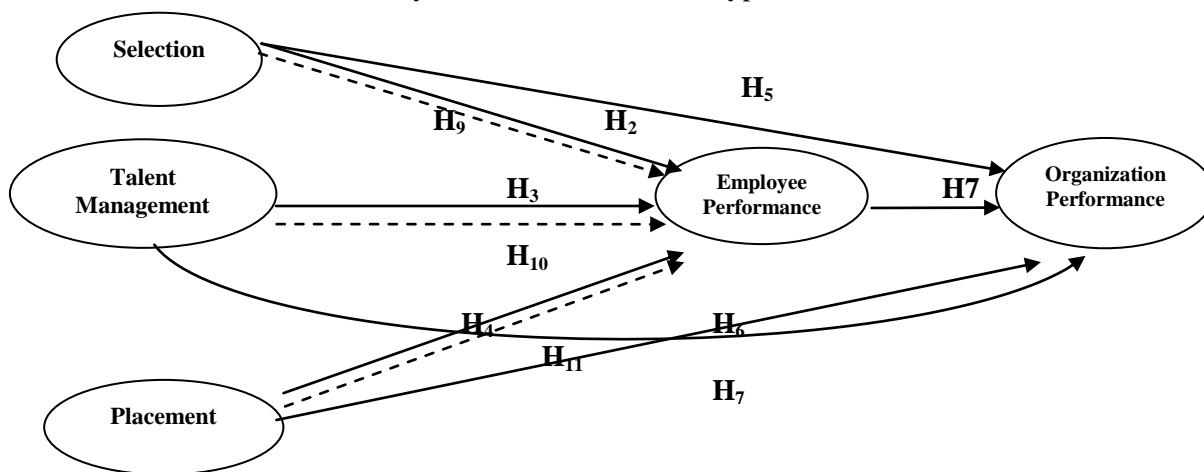 Selection
H₅
H₉
H₂
Talent
Management
H₃
Employee
Performance
H7
Organization
Performance
H₁₀
H₄
H₆
H₁₁
H₇
Placement